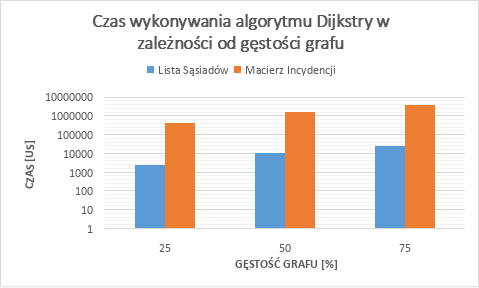 Czas wykonywania algorytmu Dijkstry w
zależności od gęstości grafu
Lista Sąsiadów Macierz Incydencji
10000000
1000000
100000
10000
1000
100
10
1
CZAS [US]
25 50 75
GĘSTOŚĆ GRAFU [%]